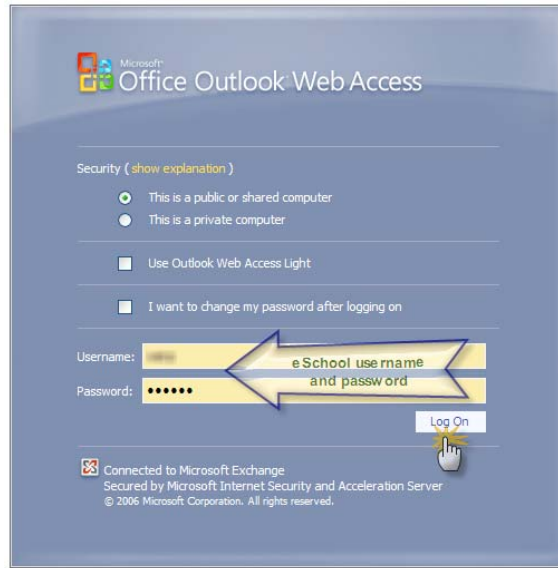 Microsoft®
Office Outlook Web Access
Security ( show explanation )
This is a public or shared computer
This is a private computer
Use Outlook Web Access Light
I want to change my password after logging on
Username:
eSchool username
and password
Password: ••••••
Log On
Connected to Microsoft Exchange
Secured by Microsoft Internet Security and Acceleration Server
© 2006 Microsoft Corporation. All rights reserved.